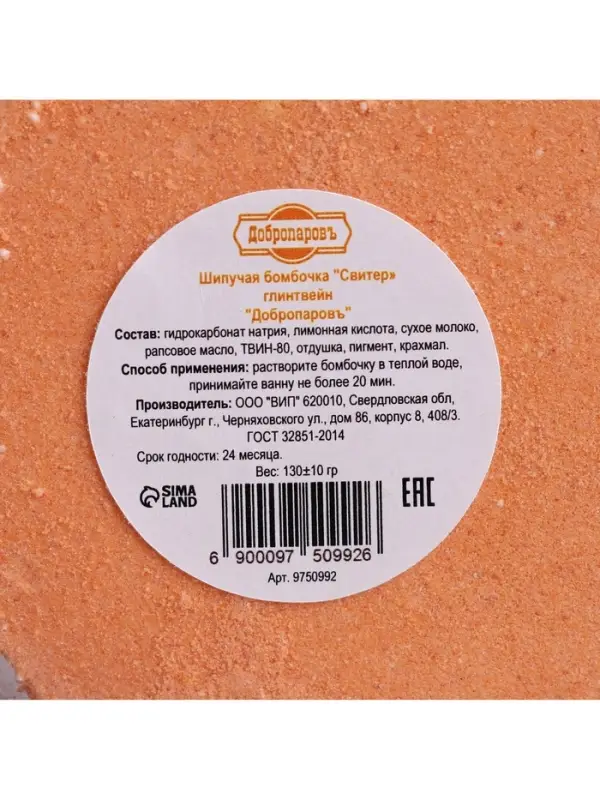 Добропаровъ
Шипучая бомбочка "Свитер»
глинтвейн
"Добропаровъ"
Состав: гидрокарбонат натрия, лимонная кислота, сухое молоко,
рапсовое масло, ТВИН-80, отдушка, пигмент, крахмал.
Способ применения: растворите бомбочку в теплой воде,
принимайте ванну не более 20 мин.
Производитель: ООО "ВИП" 620010, Свердловская обл,
Екатеринбург г., Черняховского ул., дом 86, корпус 8, 408/3.
ГОСТ 32851-2014
Срок годности: 24 месяца.
Вес: 130±10 гр
SIMA
LAND
EAC
6 900097 509926
Арт. 9750992